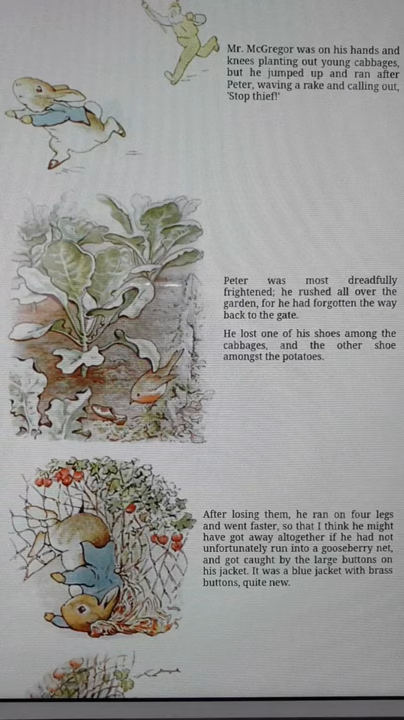 Mr. McGregor was on his hands and
knees planting out young cabbages,
but he jumped up and ran after
Peter, waving a rake and calling out,
'Stop thief!'
Peter was most dreadfully
frightened; he rushed all over the
garden, for he had forgotten the way
back to the gate.
He lost one of his shoes among the
cabbages, and the other shoe
amongst the potatoes.
After losing them, he ran on four legs
and went faster, so that I think he might
have got away altogether if he had not
unfortunately run into a gooseberry net,
and got caught by the large buttons on
his jacket. It was a blue jacket with brass
buttons, quite new.